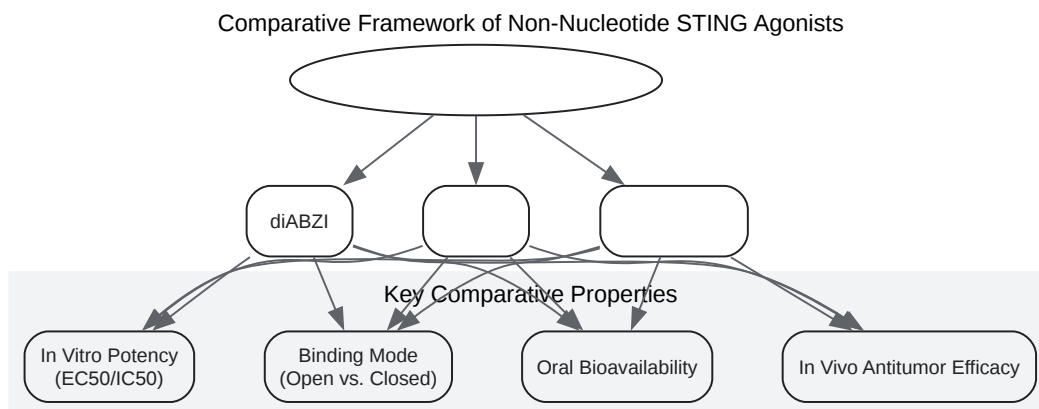 Comparative Framework of Non-Nucleotide STING Agonists
diABZI
Key Comparative Properties
In Vitro Potency
(EC50/IC50)
Binding Mode
(Open vs. Closed)
Oral Bioavailability
In Vivo Antitumor Efficacy